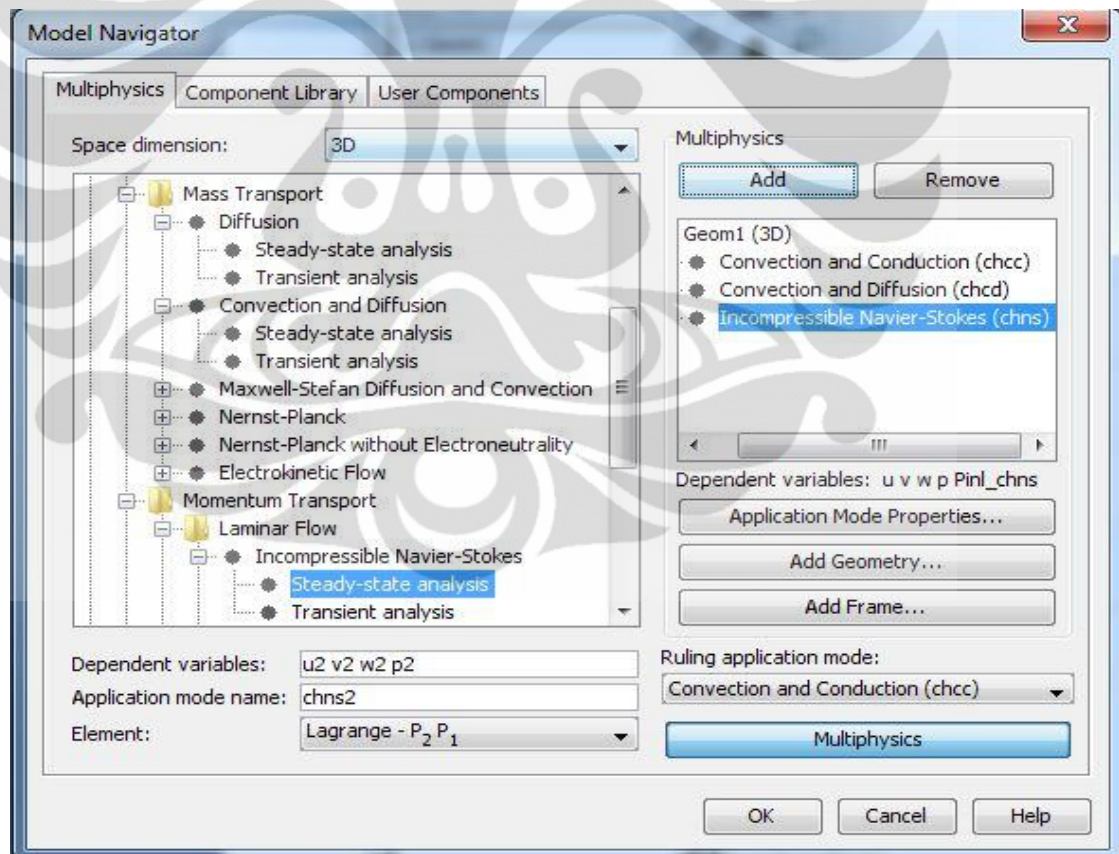 Model Navigator
Multiphysics
Component Library
User Components
Space dimension:
3D
Mass Transport
Diffusion
Steady-state analysis
Transient analysis
Convection and Diffusion
Steady-state analysis
Transient analysis
Maxwell-Stefan Diffusion and Convection
Nernst-Planck
Nernst-Planck without Electroneutrality
Electrokinetic Flow
Momentum Transport
Laminar Flow
Incompressible Navier-Stokes
Steady-state analysis
Transient analysis
Dependent variables:
u2 v2 w2 p2
Application mode name:
chns2
Element:
Lagrange - P₂ P₁
Multiphysics
Add
Remove
Geom1 (3D)
Convection and Conduction (chcc)
Convection and Diffusion (chcd)
Incompressible Navier-Stokes (chns)
Dependent variables: u v w p Pinl_chns
Application Mode Properties...
Add Geometry...
Add Frame...
Ruling application mode:
Convection and Conduction (chcc)
Multiphysics
OK
Cancel
Help